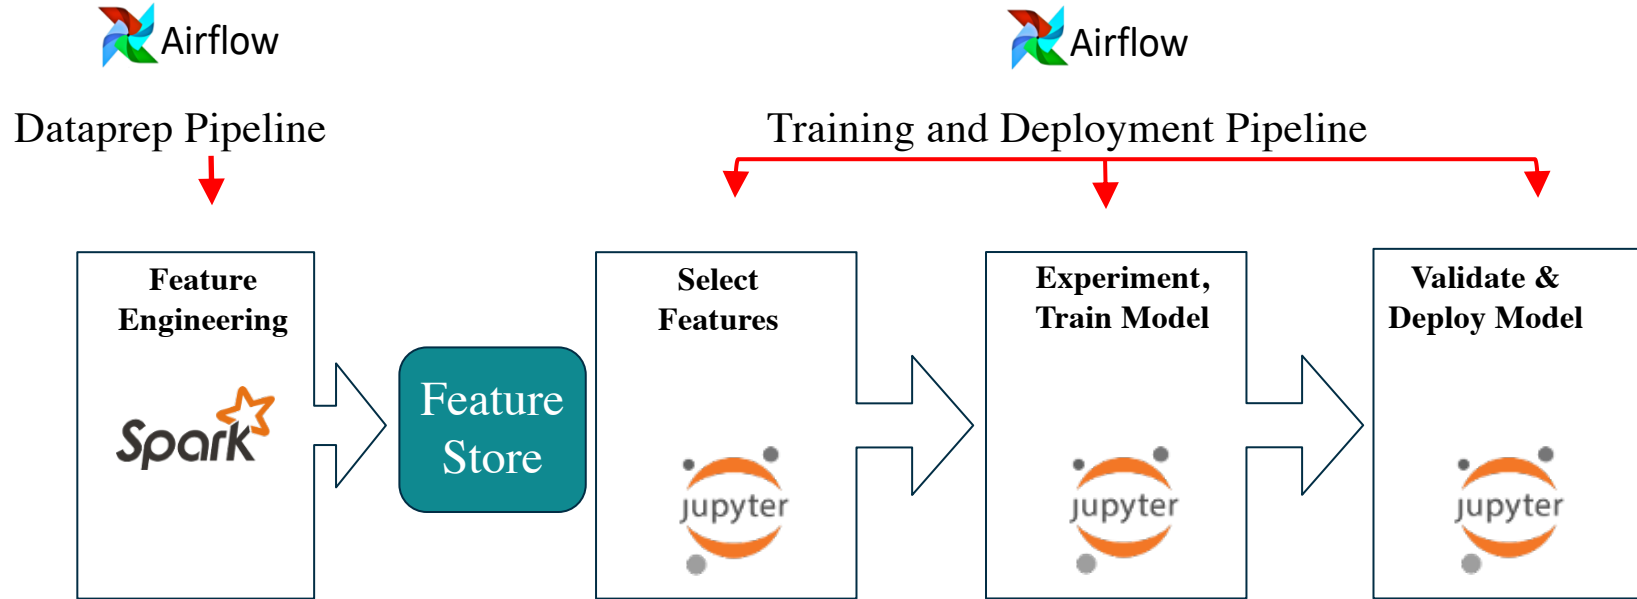 Airflow
Airflow
Dataprep Pipeline
Training and Deployment Pipeline
Feature
Engineering
Spark
Feature
Store
Select
Features
jupyter
Experiment,
Train Model
jupyter
Validate &
Deploy Model
jupyter